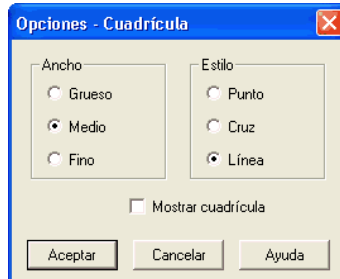 Opciones - Cuadrícula
Ancho
Grueso
Medio
Fino
Estilo
Punto
Cruz
Línea
Mostrar cuadrícula
Aceptar
Cancelar
Ayuda